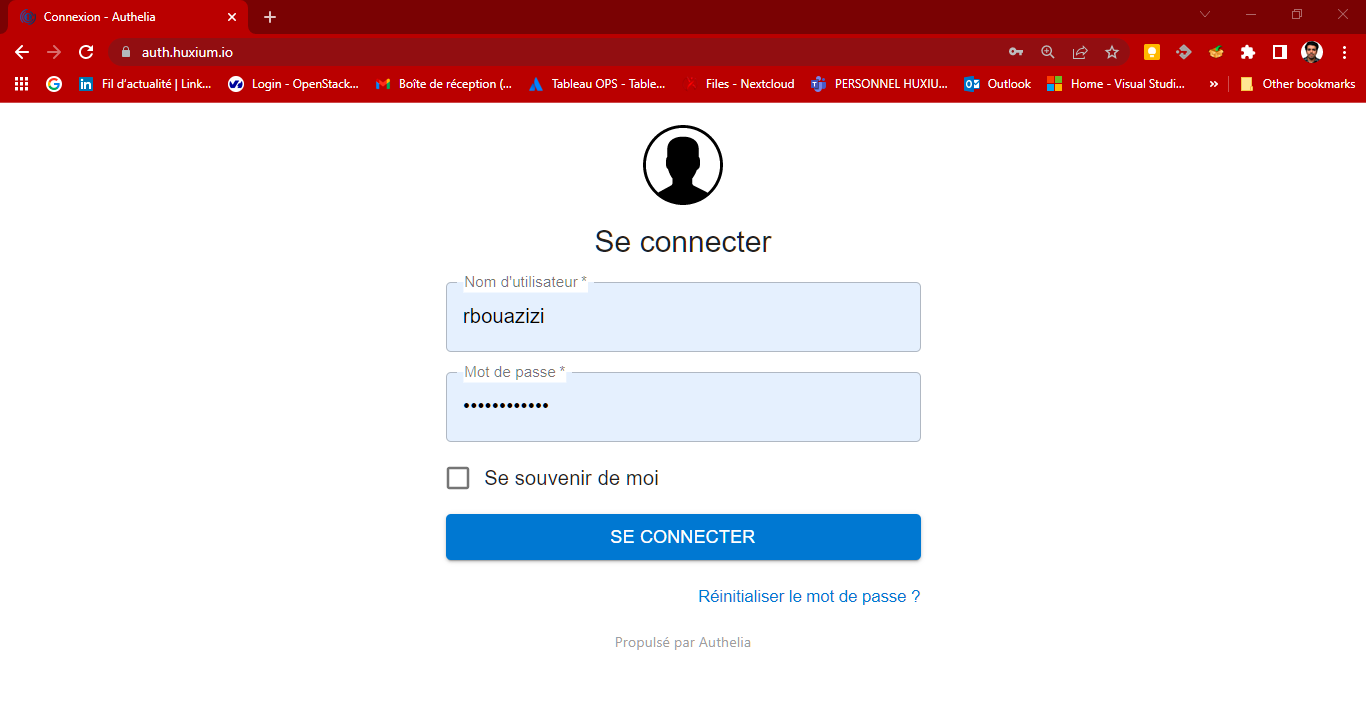 Connexion - Authelia
auth.huxium.io
Fil d'actualité | Link... Login - OpenStack... Boîte de réception (... Tableau OPS - Table... Files - Nextcloud PERSONNEL HUXIU... Outlook Home - Visual Studi... » Other bookmarks
Se connecter
Nom d'utilisateur *
rbouazizi
Mot de passe *
••••••••••••
Se souvenir de moi
SE CONNECTER
Réinitialiser le mot de passe ?
Propulsé par Authelia